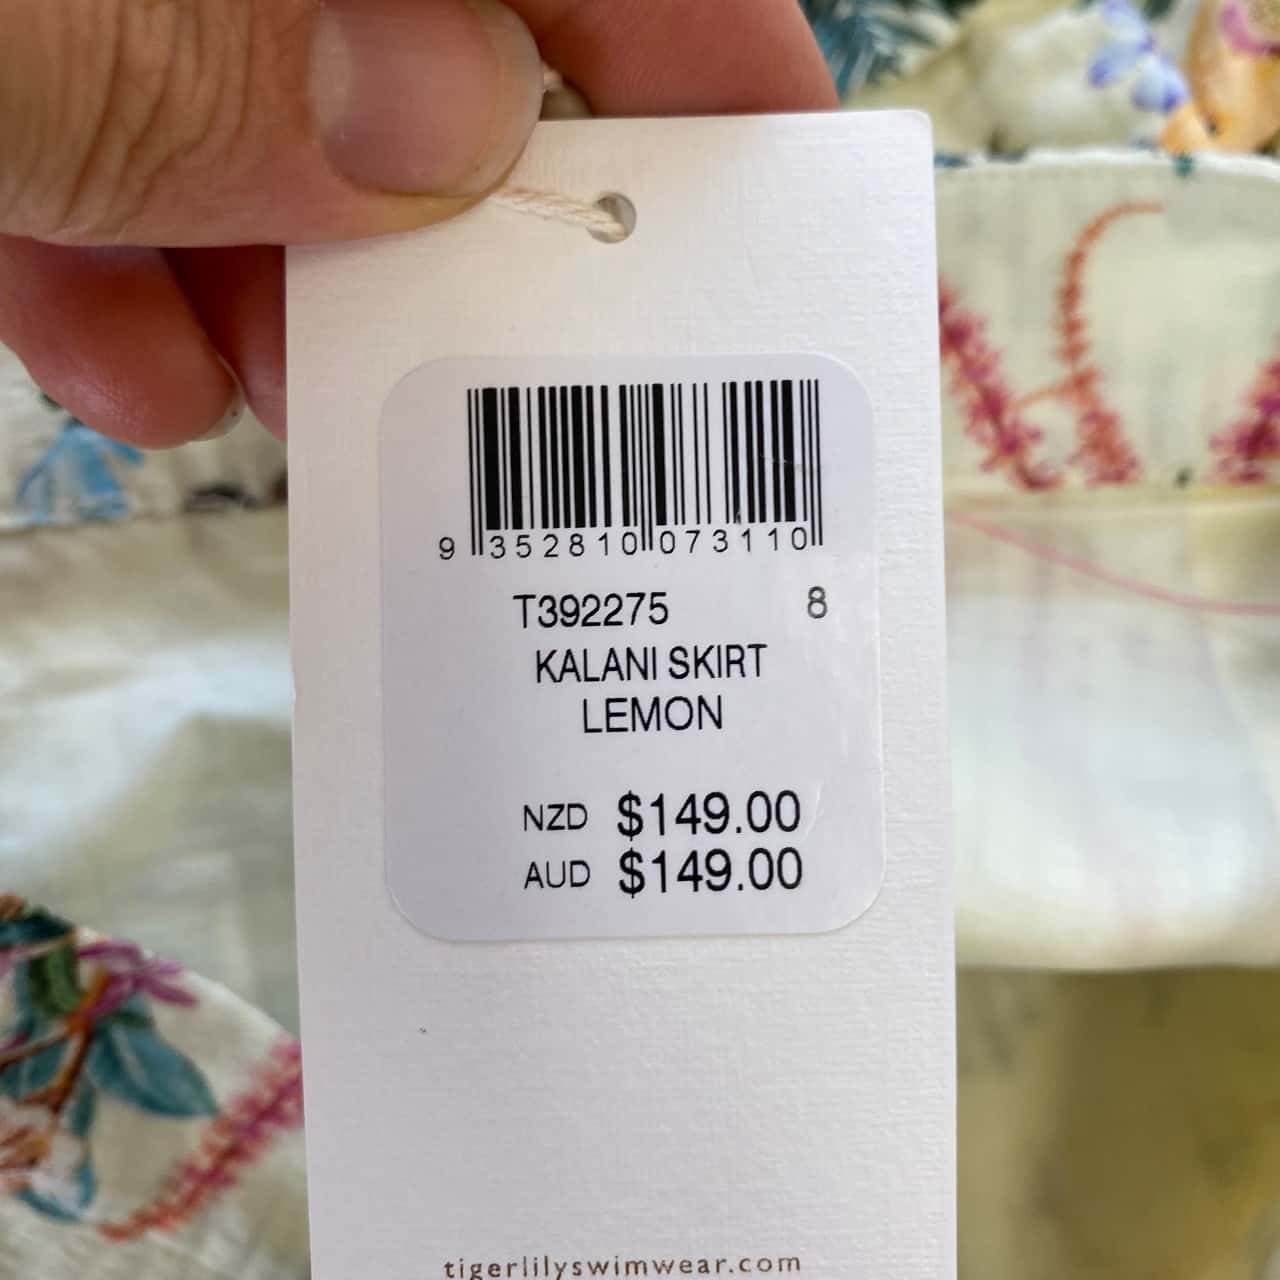 9 352810 073110
T392275 8
KALANI SKIRT
LEMON
NZD $149.00
AUD $149.00
tigerlilyswimwear.com